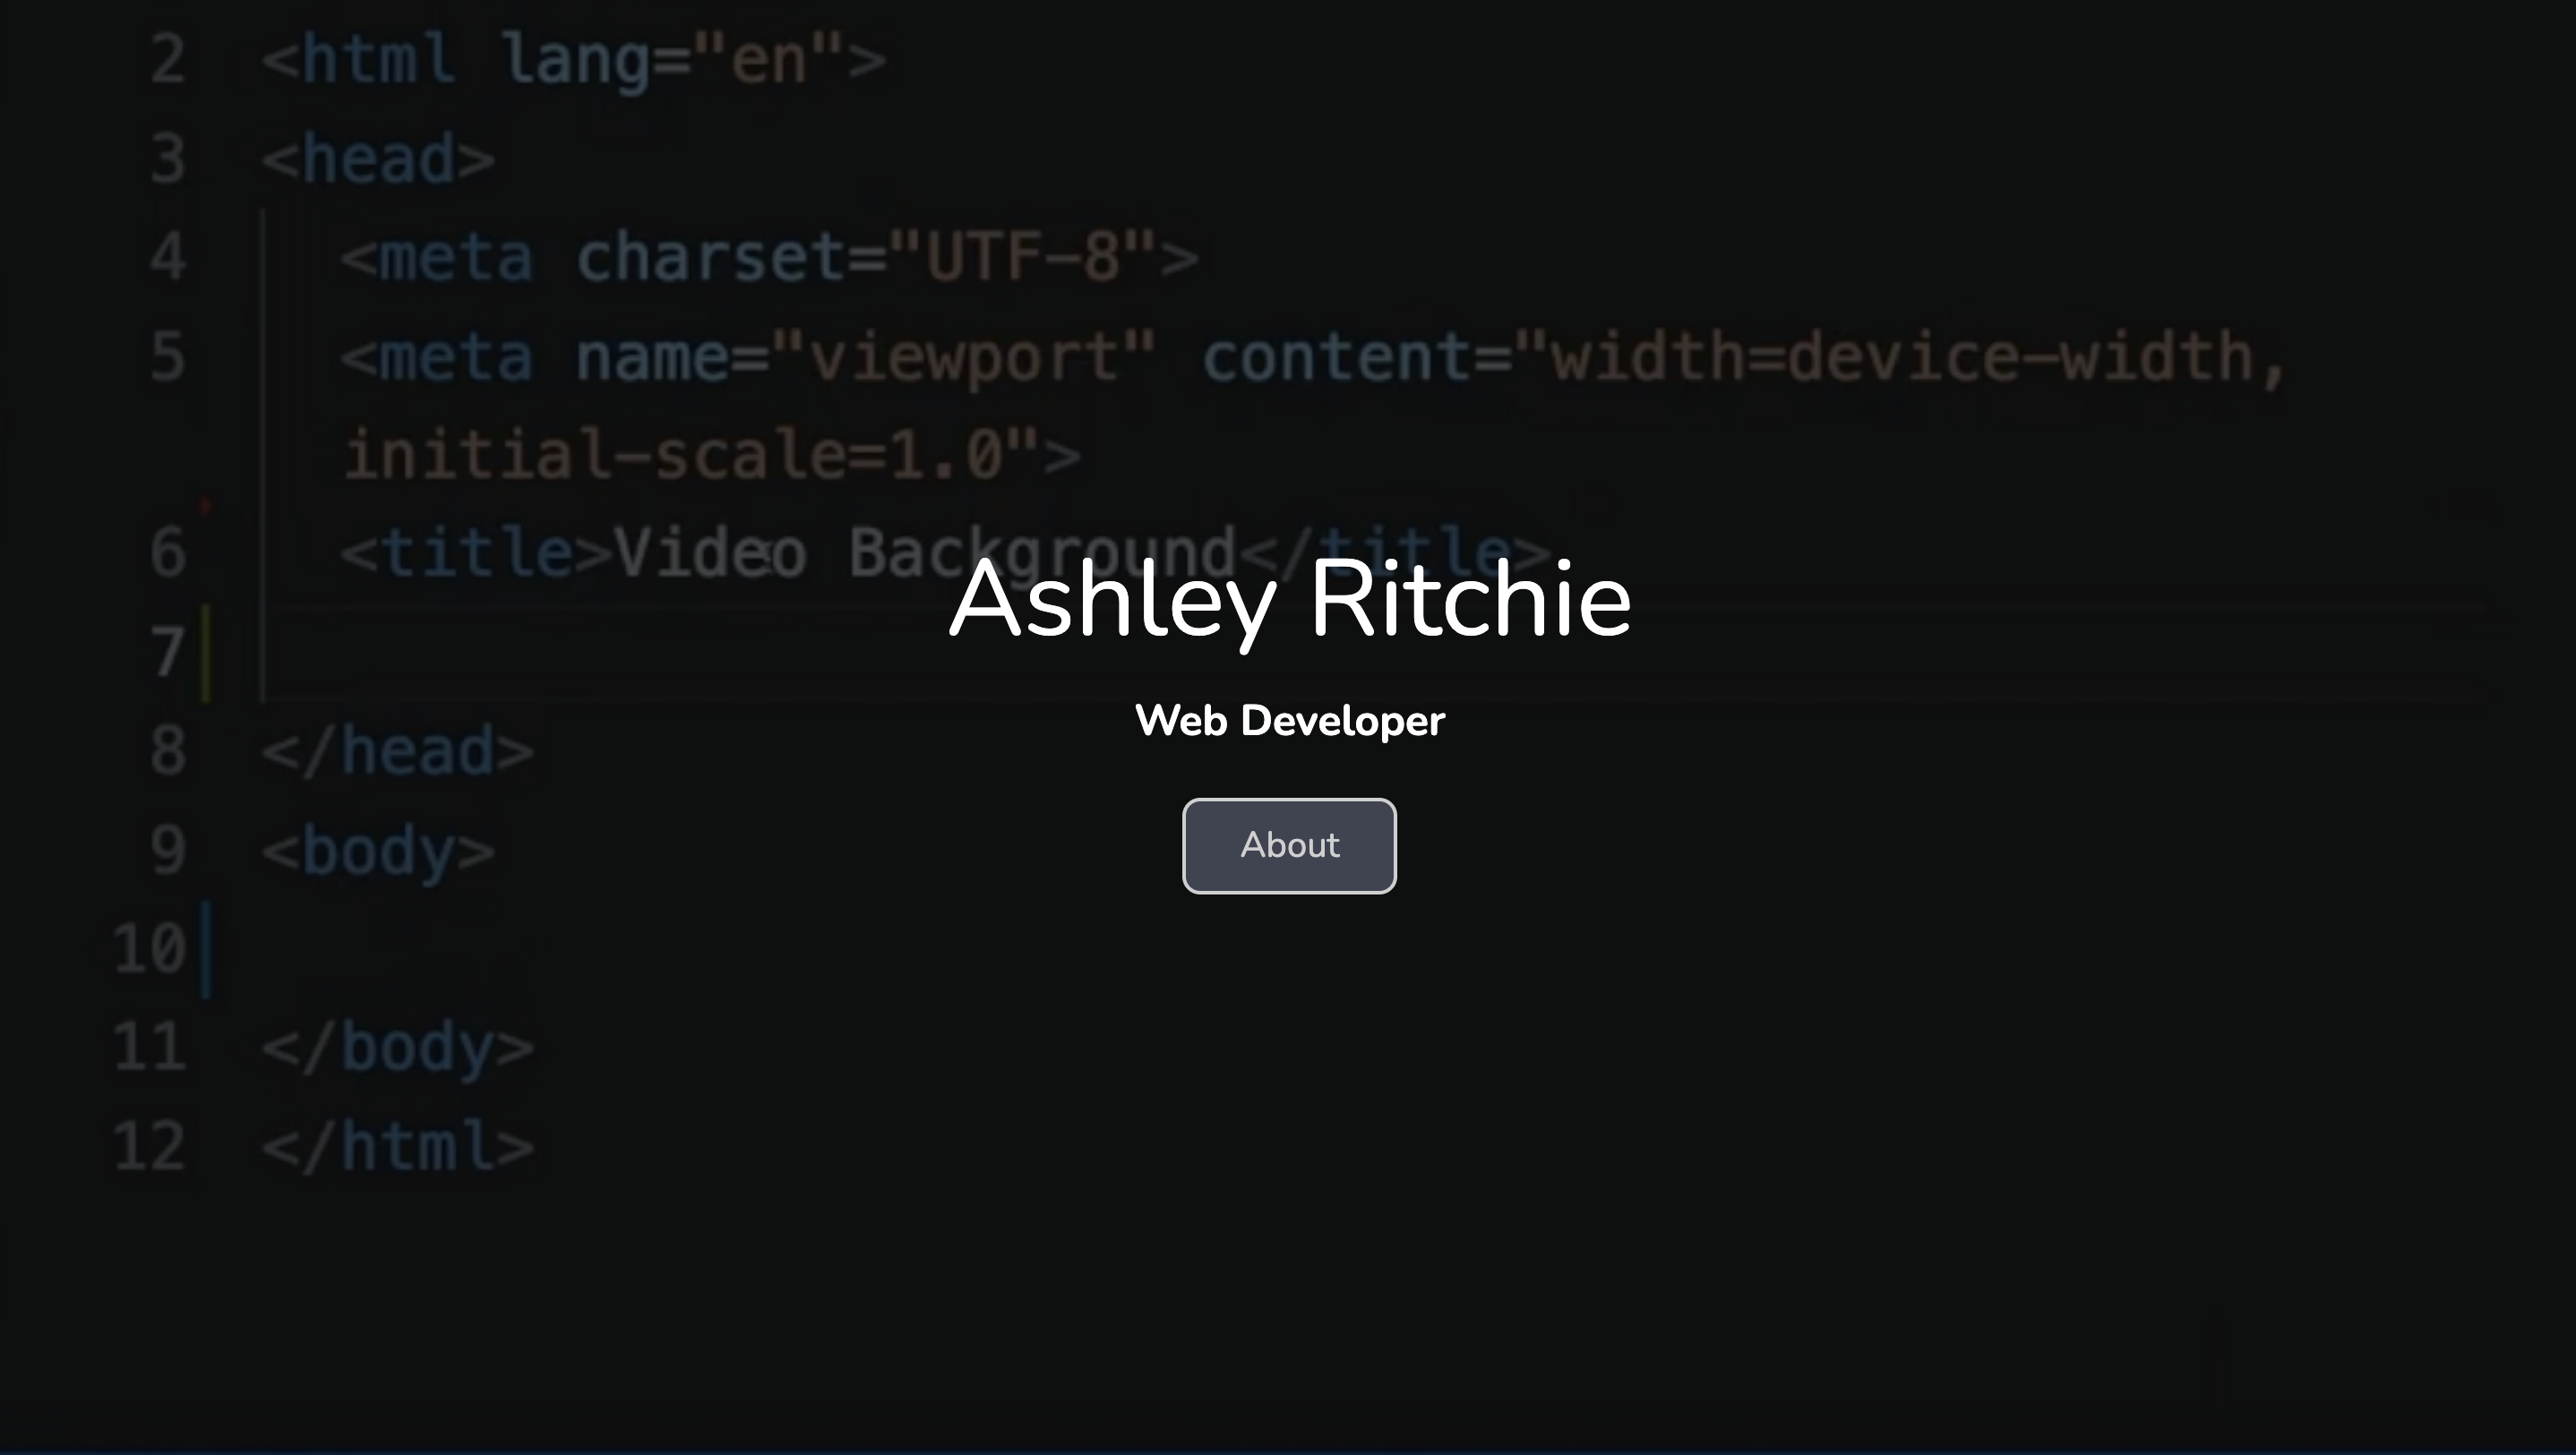 2 <html lang="en">
3 <head>
4 <meta charset="UTF-8">
5 <meta name="viewport" content="width=device-width,
initial-scale=1.0">
6 <title>Video Background</title>
7
8 </head>
9 <body>
10
11 </body>
12 </html>
Ashley Ritchie
Web Developer
About